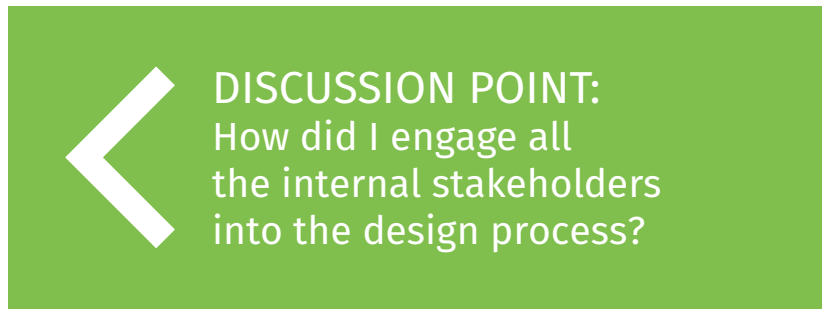 DISCUSSION POINT:
How did I engage all
the internal stakeholders
into the design process?